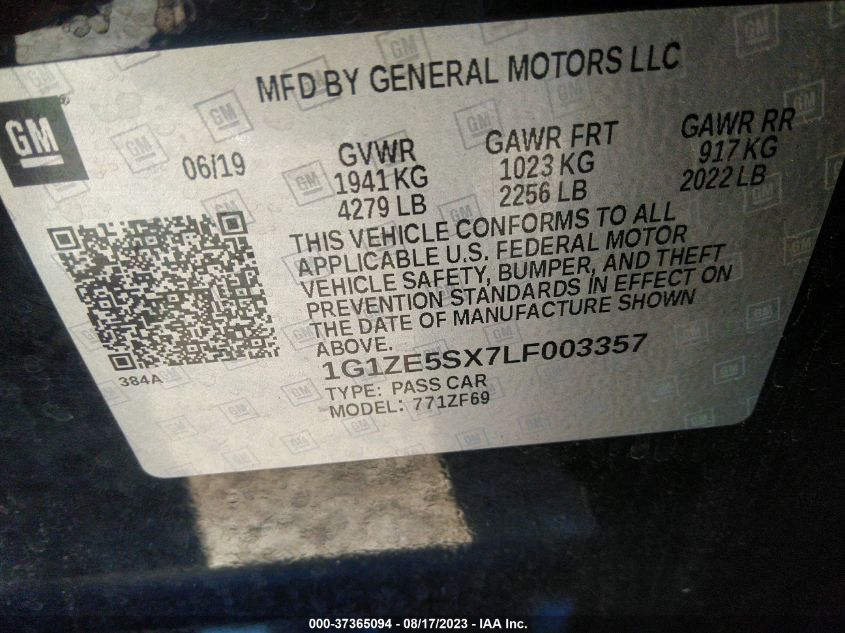 MFD BY GENERAL MOTORS LLC
GM
06/19
GVWR
1941 KG
4279 LB
GAWR FRT
1023 KG
2256 LB
GAWR RR
917 KG
2022 LB
THIS VEHICLE CONFORMS TO ALL
APPLICABLE U.S. FEDERAL MOTOR
VEHICLE SAFETY, BUMPER, AND THEFT
PREVENTION STANDARDS IN EFFECT ON
THE DATE OF MANUFACTURE SHOWN
ABOVE.
384A
1G1ZE5SX7LF003357
TYPE: PASS CAR
MODEL: 771ZF69
000-37365094 - 08/17/2023 - IAA Inc.